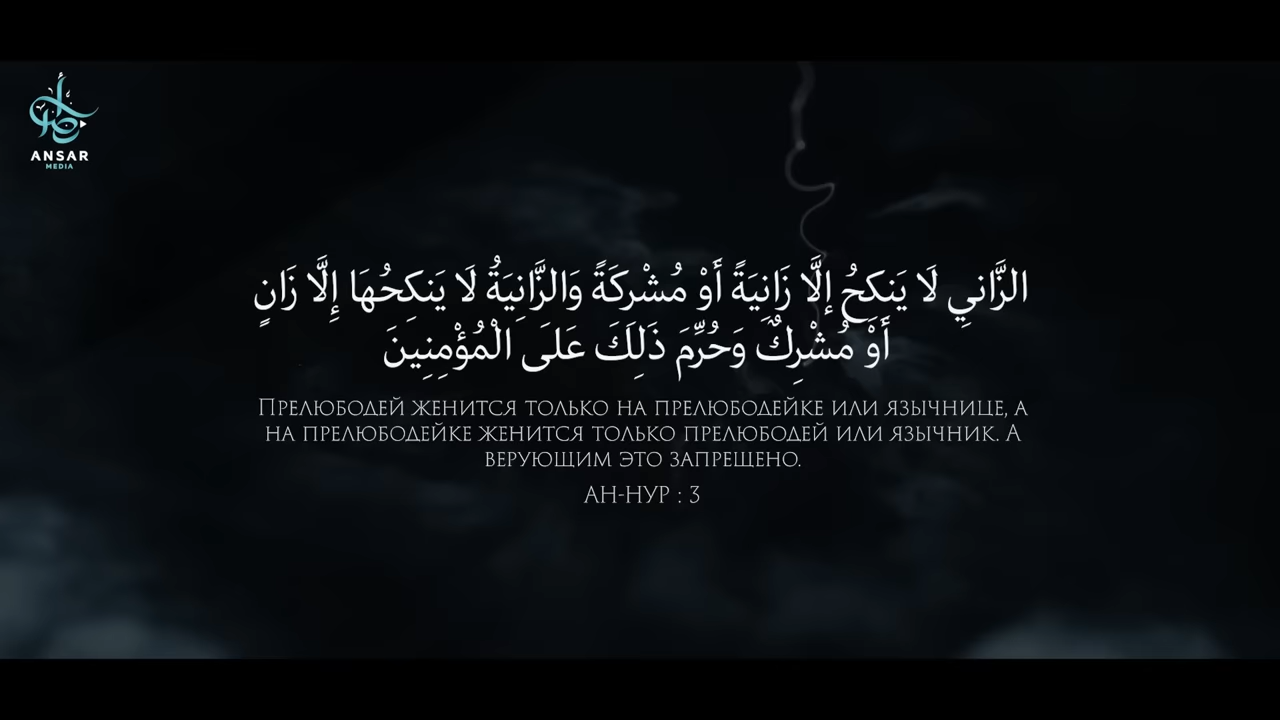 ANSAR
MEDIA
الزَّانِي لَا يَنكِحُ إلَّا زَانِيَةً أَوْ مُشْرِكَةً وَالزَّانِيَةُ لَا يَنكِحُهَا إِلَّا زَانٍ
أَوْ مُشْرِكٌ وَحُرِّمَ ذَلِكَ عَلَى الْمُؤْمِنِينَ
Прелюбодей женится только на прелюбодейке или язычнице, а
на прелюбодейке женится только прелюбодей или язычник. А
верующим это запрещено.
АН-НУР : 3